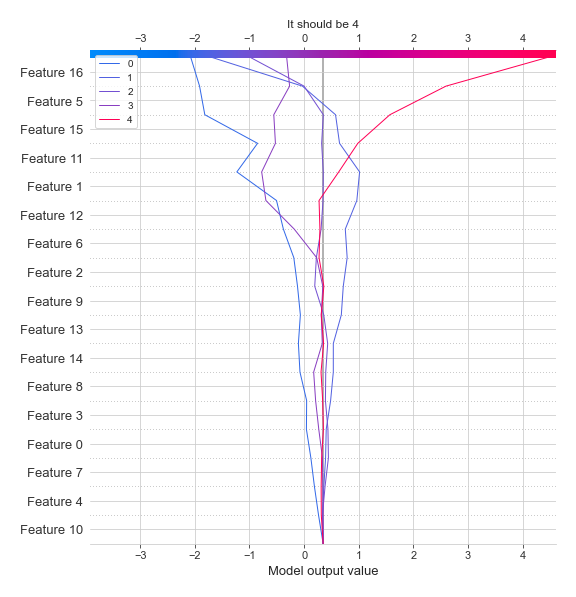 It should be 4
−3 −2 −1 0 1 2 3 4
0
1
2
3
4
Feature 16
Feature 5
Feature 15
Feature 11
Feature 1
Feature 12
Feature 6
Feature 2
Feature 9
Feature 13
Feature 14
Feature 8
Feature 3
Feature 0
Feature 7
Feature 4
Feature 10
−3 −2 −1 0 1 2 3 4
Model output value